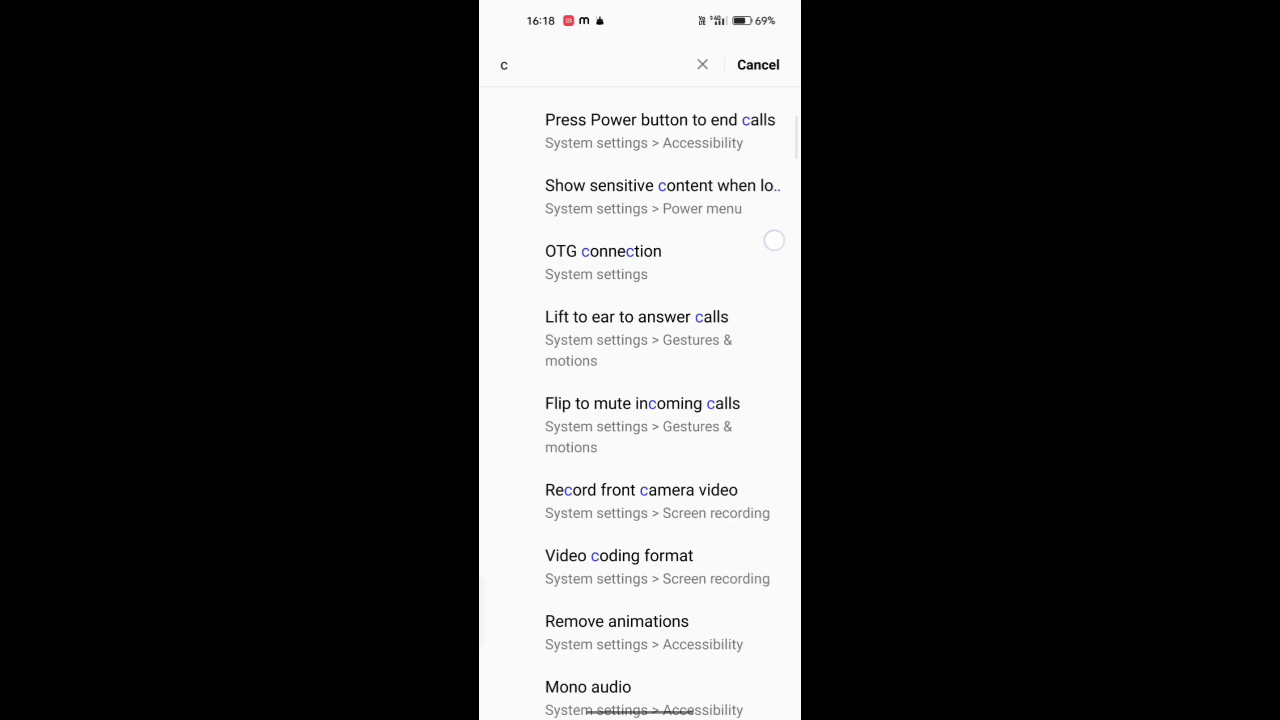 16:18 m 69%
c Cancel
Press Power button to end calls
System settings > Accessibility
Show sensitive content when lo..
System settings > Power menu
OTG connection
System settings
Lift to ear to answer calls
System settings > Gestures &
motions
Flip to mute incoming calls
System settings > Gestures &
motions
Record front camera video
System settings > Screen recording
Video coding format
System settings > Screen recording
Remove animations
System settings > Accessibility
Mono audio
System settings > Accessibility